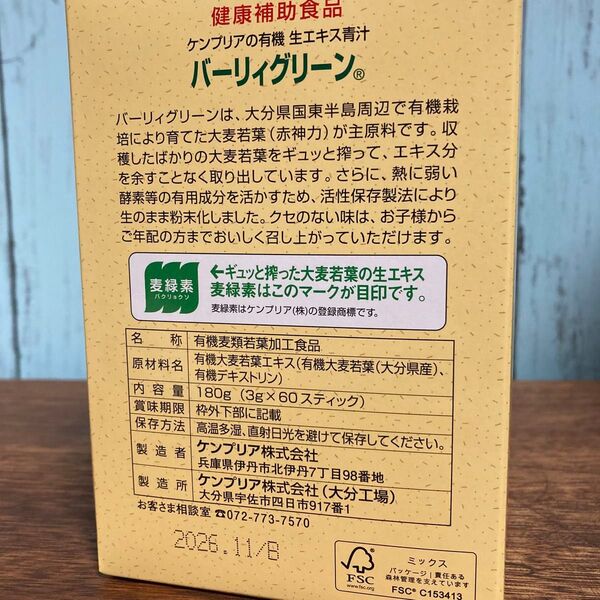 健康補助食品
ケンプリアの有機 生エキス青汁
バーリィグリーン®
バーリィグリーンは、大分県国東半島周辺で有機栽
培により育てた大麦若葉（赤神力）が主原料です。収
穫したばかりの大麦若葉をギュッと搾って、エキス分
を余すことなく取り出しています。さらに、熱に弱い
酵素等の有用成分を活かすため、活性保存製法により
生のまま粉末化しました。クセのない味は、お子様から
ご年配の方までおいしく召し上がっていただけます。
麦緑素
バクリョクソ
←ギュッと搾った大麦若葉の生エキス
麦緑素はこのマークが目印です。
麦緑素はケンプリア(株)の登録商標です。
名称 有機麦類若葉加工食品
原材料名 有機大麦若葉エキス(有機大麦若葉(大分県産)、
有機デキストリン)
内容量 180g（3g×60スティック）
賞味期限 枠外下部に記載
保存方法 高温多湿、直射日光を避けて保存してください。
製造者 ケンプリア株式会社
兵庫県伊丹市北伊丹7丁目98番地
製造所 ケンプリア株式会社（大分工場）
大分県宇佐市四日市917番1
お客さま相談室 ☎072-773-7570
2026.11/B
FSC
www.fsc.org
ミックス
パッケージ｜責任ある
森林管理を支えています
FSC® C153413